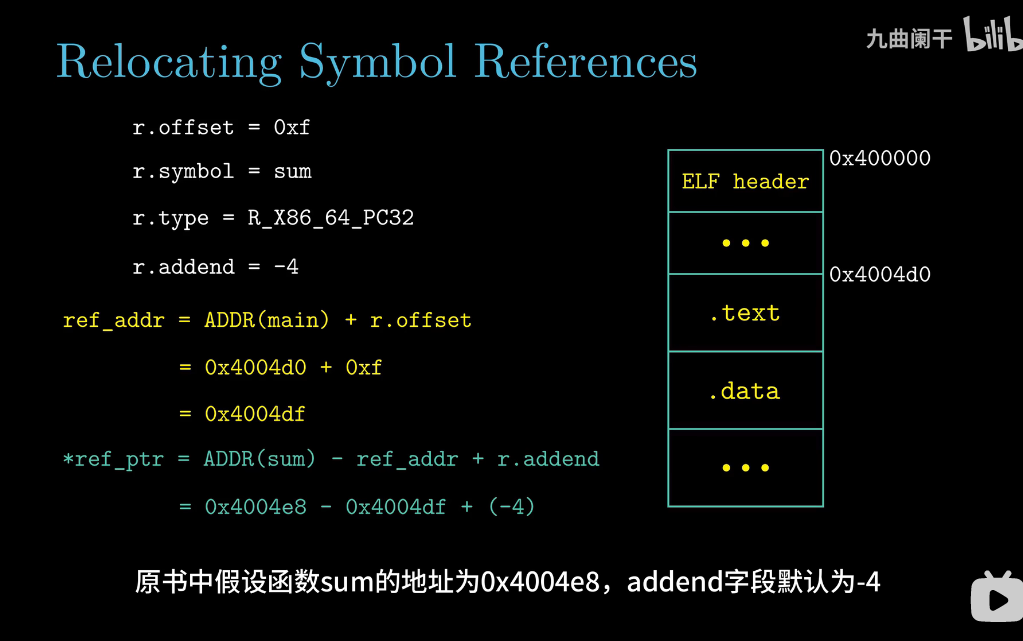 Relocating Symbol References
九曲阑干
r.offset = 0xf
r.symbol = sum
r.type = R_X86_64_PC32
r.addend = -4
ref_addr = ADDR(main) + r.offset
= 0x4004d0 + 0xf
= 0x4004df
*ref_ptr = ADDR(sum) - ref_addr + r.addend
= 0x4004e8 - 0x4004df + (-4)
0x400000
ELF header
...
0x4004d0
.text
.data
...
原书中假设函数sum的地址为0x4004e8，addend字段默认为-4